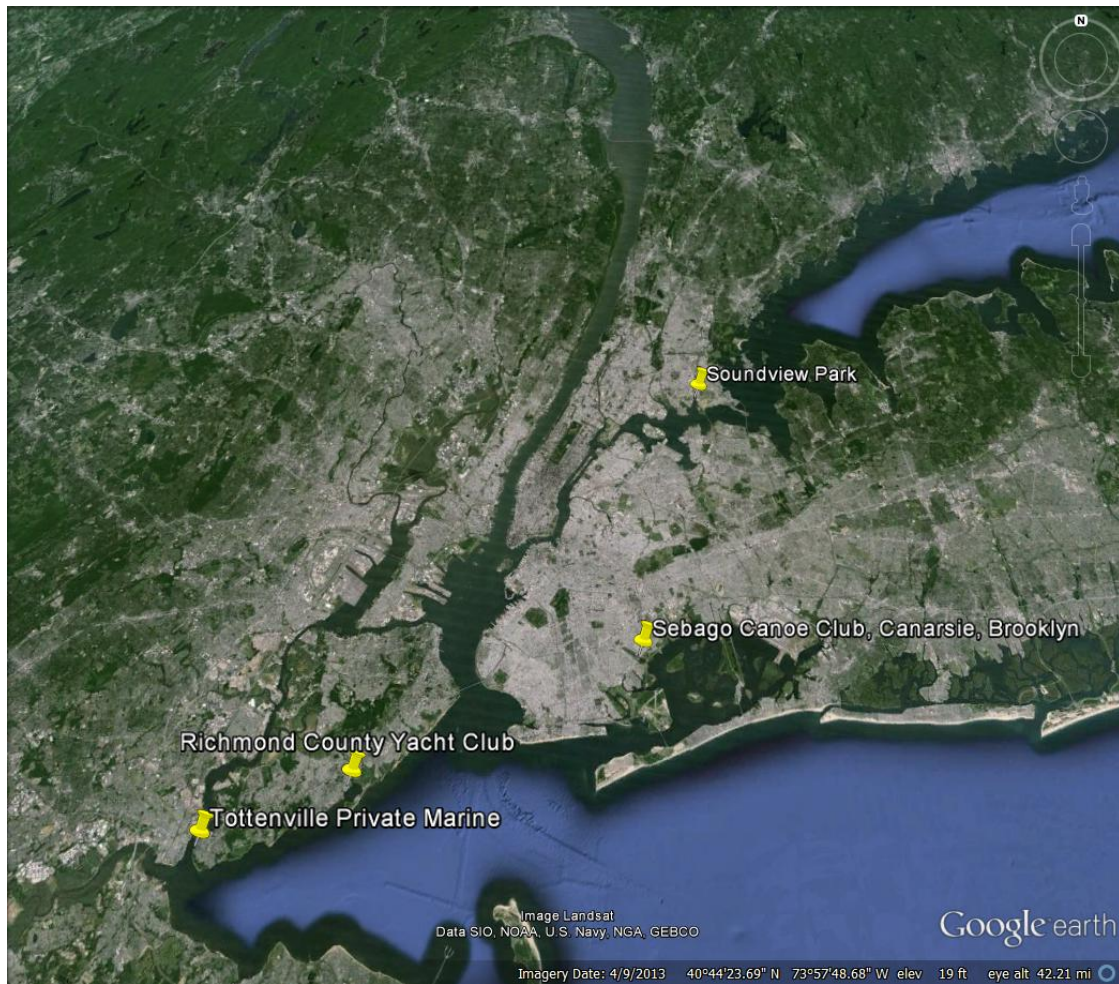 N
Soundview Park
Sebago Canoe Club, Canarsie, Brooklyn
Richmond County Yacht Club
Tottenville Private Marine
Image Landsat
Data SIO, NOAA, U.S. Navy, NGA, GEBCO
Google earth
Imagery Date: 4/9/2013 40°44'23.69" N 73°57'48.68" W elev 19 ft eye alt 42.21 mi